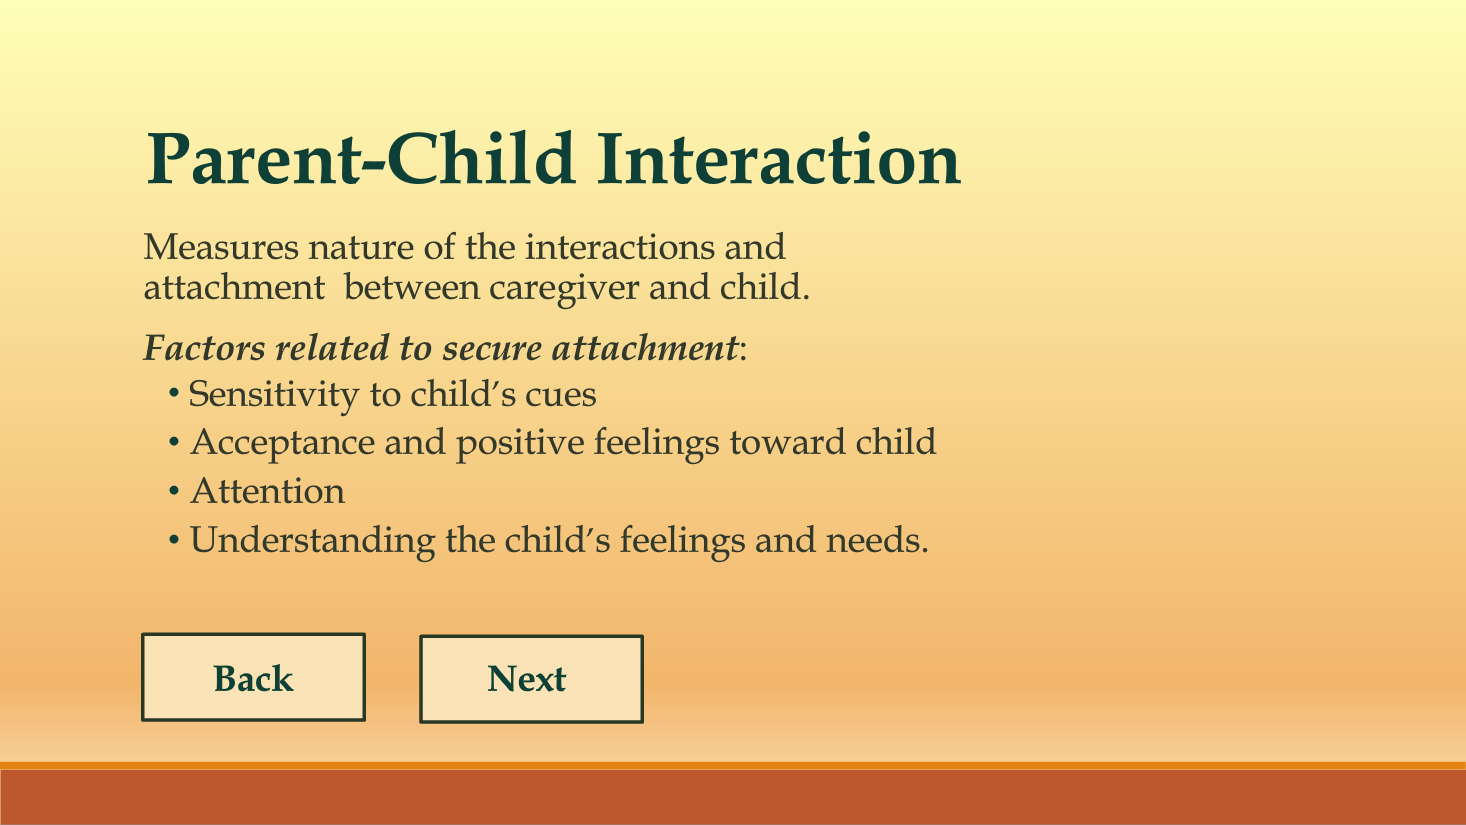 Parent-Child Interaction
Measures nature of the interactions and
attachment  between caregiver and child.
Factors related to secure attachment:
• Sensitivity to child’s cues
• Acceptance and positive feelings toward child
• Attention
• Understanding the child’s feelings and needs.
Back
Next